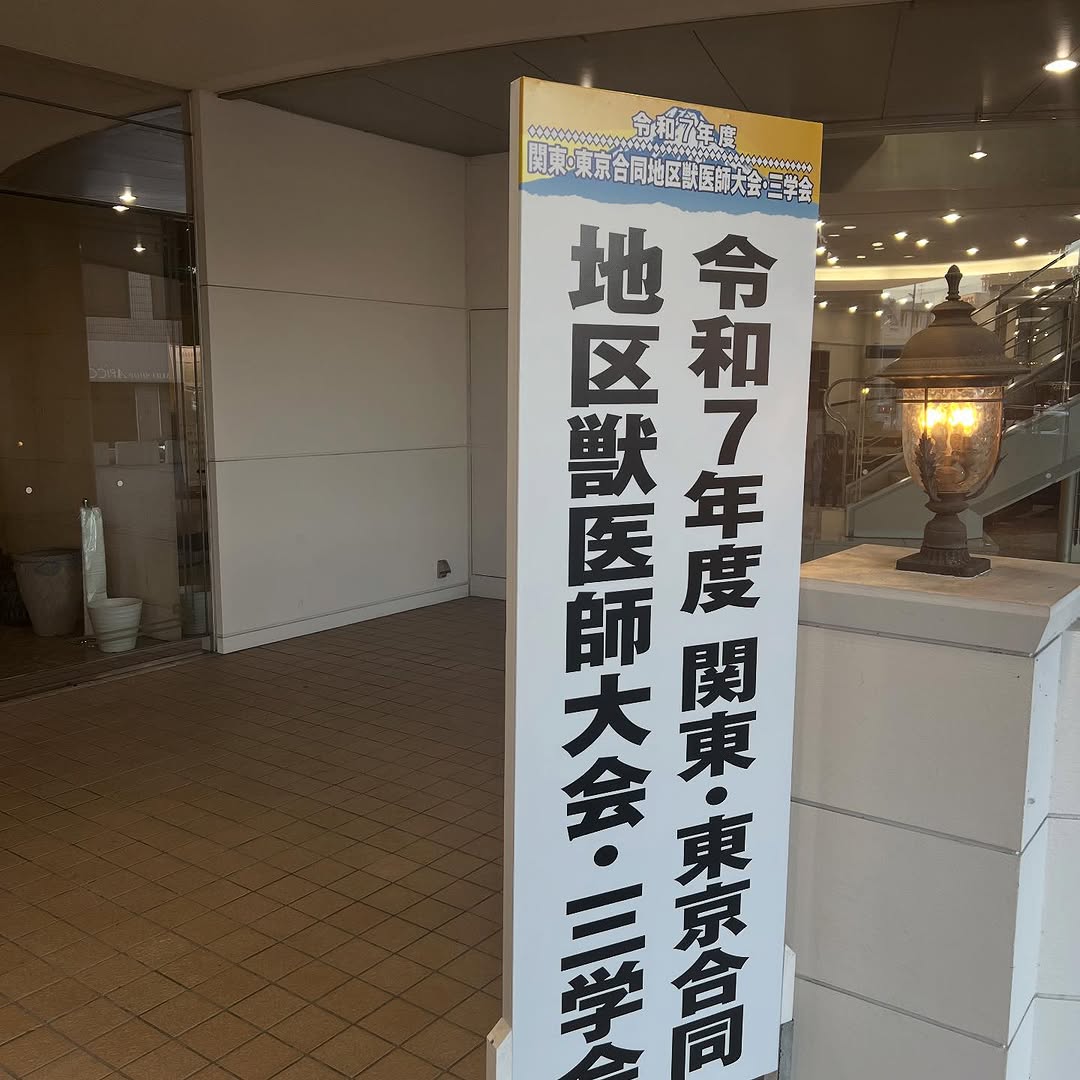 令和7年度
関東・東京合同地区獣医師大会・三学会
令和7年度 関東・東京合同
地区獣医師大会・三学会